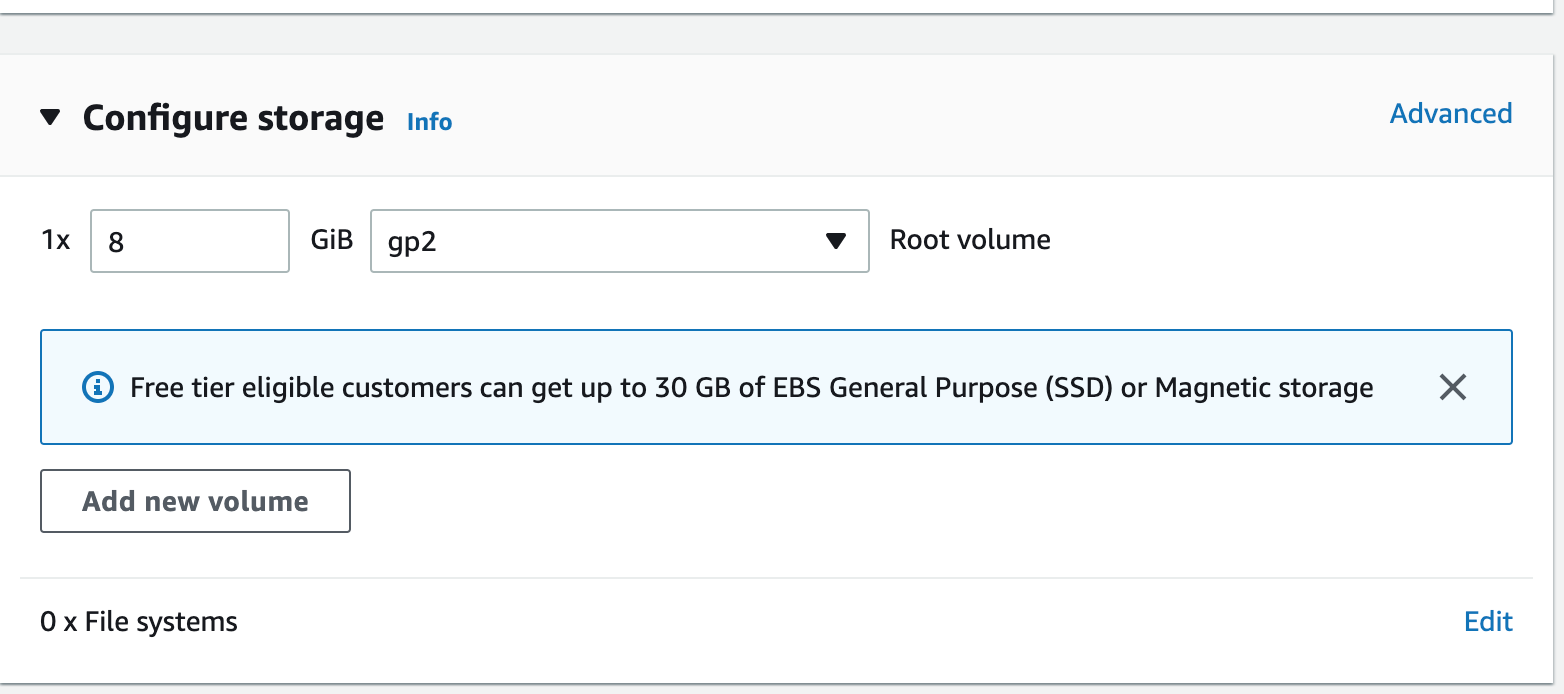 Configure storage Info Advanced
1x 8 GiB gp2 Root volume
Free tier eligible customers can get up to 30 GB of EBS General Purpose (SSD) or Magnetic storage
Add new volume
0 x File systems Edit